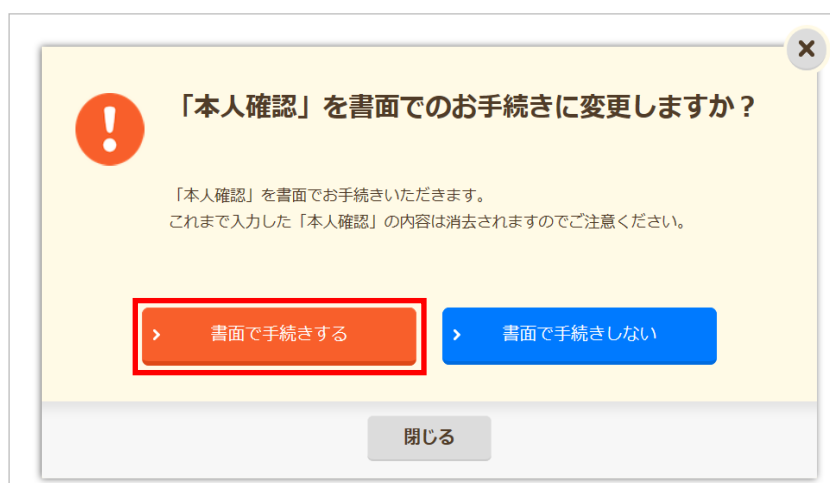 「本人確認」を書面でのお手続きに変更しますか？
「本人確認」を書面でお手続きいただきます。
これまで入力した「本人確認」の内容は消去されますのでご注意ください。
書面で手続きする
書面で手続きしない
閉じる